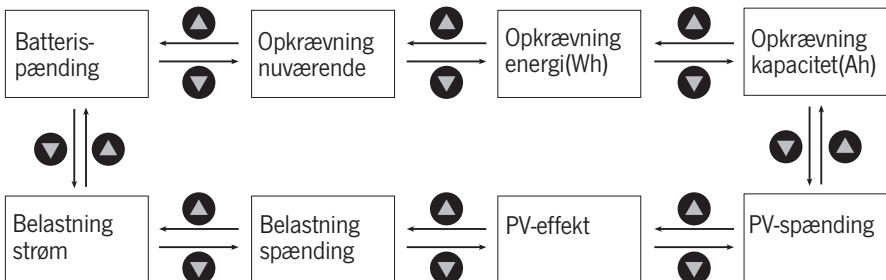 Batteris-
pænding
Opkrævning
nuværende
Opkrævning
energi(Wh)
Opkrævning
kapacitet(Ah)
Belastning
strøm
Belastning
spænding
PV-effekt
PV-spænding